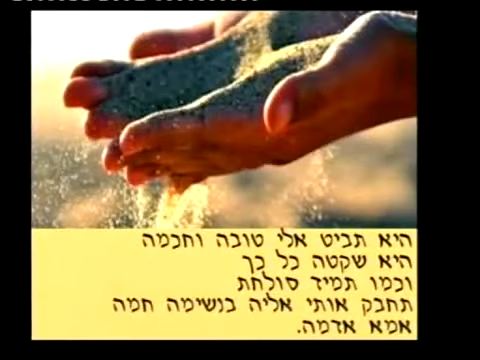 היא תביט אלי טובה וחכמה
היא שקטה כל כך
וכמו תמיד סולחת
תחבק אותי אליה בנשימה חמה
אמא אדמה.